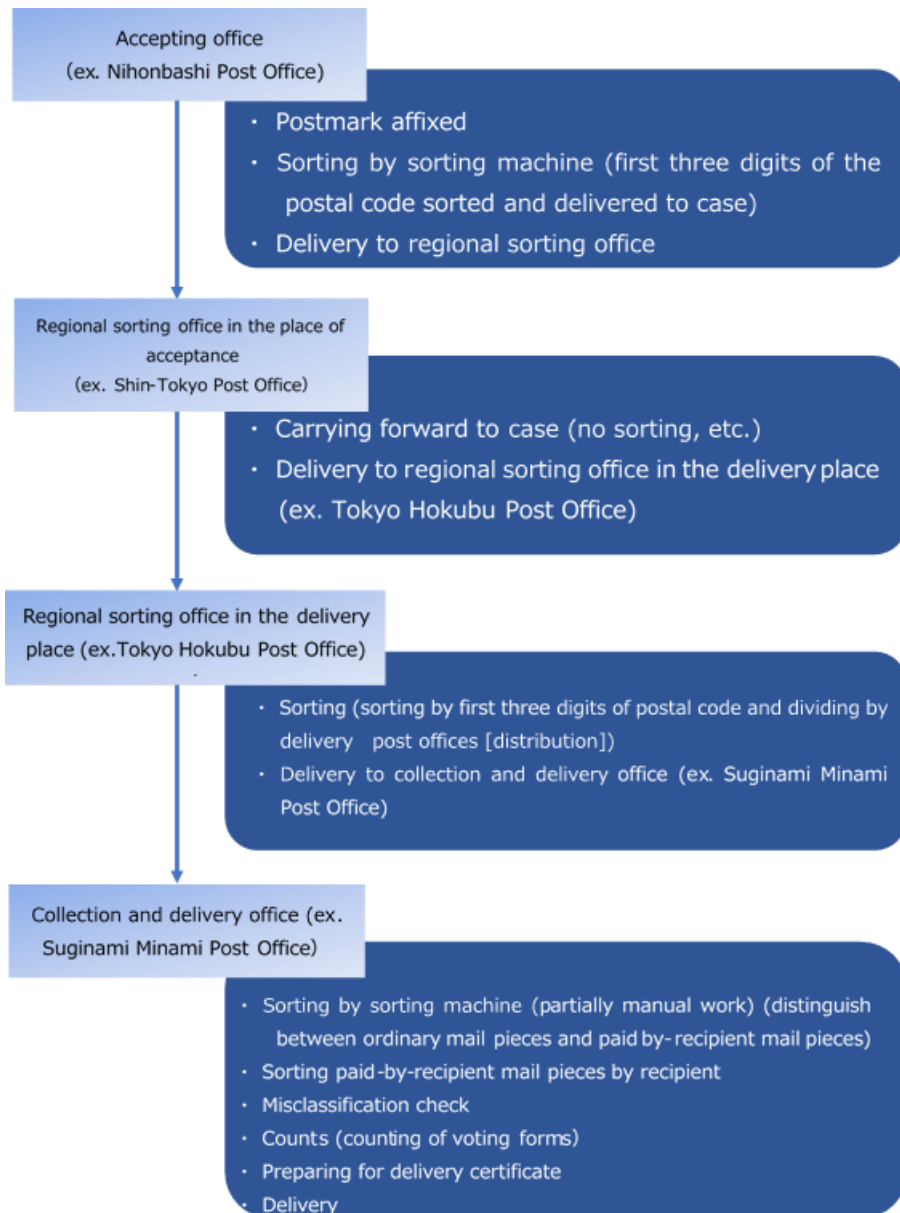 Accepting office
(ex. Nihonbashi Post Office)
・ Postmark affixed
・ Sorting by sorting machine (first three digits of the
postal code sorted and delivered to case)
・ Delivery to regional sorting office
Regional sorting office in the place of
acceptance
(ex. Shin-Tokyo Post Office)
・ Carrying forward to case (no sorting, etc.)
・ Delivery to regional sorting office in the delivery place
(ex. Tokyo Hokubu Post Office)
Regional sorting office in the delivery
place (ex.Tokyo Hokubu Post Office)
.
・ Sorting (sorting by first three digits of postal code and dividing by
delivery post offices [distribution])
・ Delivery to collection and delivery office (ex. Suginami Minami
Post Office)
Collection and delivery office (ex.
Suginami Minami Post Office)
・ Sorting by sorting machine (partially manual work) (distinguish
between ordinary mail pieces and paid by-recipient mail pieces)
・ Sorting paid-by-recipient mail pieces by recipient
・ Misclassification check
・ Counts (counting of voting forms)
・ Preparing for delivery certificate
・ Delivery